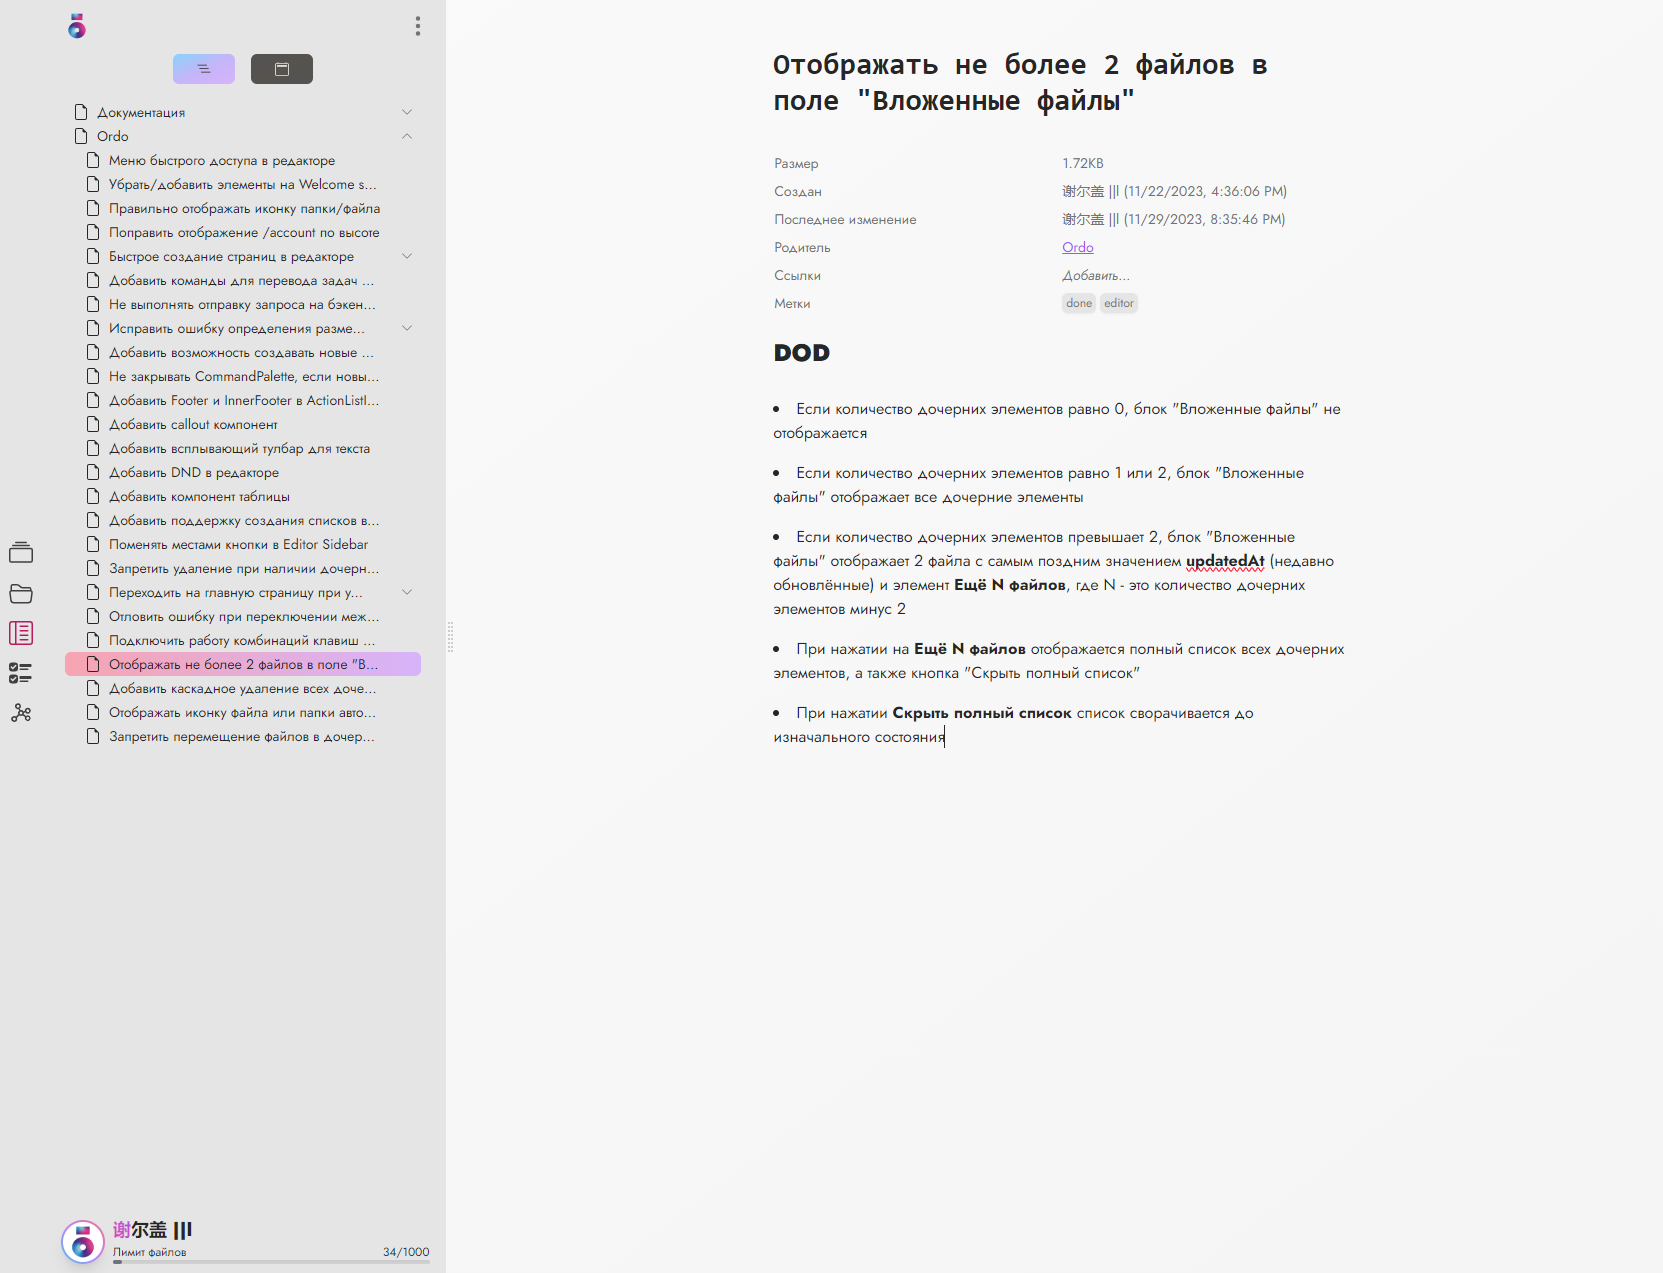 Документация
Ordo
Меню быстрого доступа в редакторе
Убрать/добавить элементы на Welcome s...
Правильно отображать иконку папки/файла
Поправить отображение /account по высоте
Быстрое создание страниц в редакторе
Добавить команды для перевода задач ...
Не выполнять отправку запроса на бэкен...
Исправить ошибку определения разме...
Добавить возможность создавать новые ...
Не закрывать CommandPalette, если новы...
Добавить Footer и InnerFooter в ActionListI...
Добавить callout компонент
Добавить всплывающий тулбар для текста
Добавить DND в редакторе
Добавить компонент таблицы
Добавить поддержку создания списков в...
Поменять местами кнопки в Editor Sidebar
Запретить удаление при наличии дочерн...
Переходить на главную страницу при у...
Отловить ошибку при переключении меж...
Подключить работу комбинаций клавиш ...
Отображать не более 2 файлов в поле "В...
Добавить каскадное удаление всех доче...
Отображать иконку файла или папки авто...
Запретить перемещение файлов в дочер...
谢尔盖 |||
Лимит файлов 34/1000
Отображать не более 2 файлов в
поле "Вложенные файлы"
Размер 1.72KB
Создан 谢尔盖 ||| (11/22/2023, 4:36:06 PM)
Последнее изменение 谢尔盖 ||| (11/29/2023, 8:35:46 PM)
Родитель Ordo
Ссылки Добавить...
Метки done editor
DOD
• Если количество дочерних элементов равно 0, блок "Вложенные файлы" не
отображается
• Если количество дочерних элементов равно 1 или 2, блок "Вложенные
файлы" отображает все дочерние элементы
• Если количество дочерних элементов превышает 2, блок "Вложенные
файлы" отображает 2 файла с самым поздним значением updatedAt (недавно
обновлённые) и элемент Ещё N файлов, где N - это количество дочерних
элементов минус 2
• При нажатии на Ещё N файлов отображается полный список всех дочерних
элементов, а также кнопка "Скрыть полный список"
• При нажатии Скрыть полный список список сворачивается до
изначального состояния